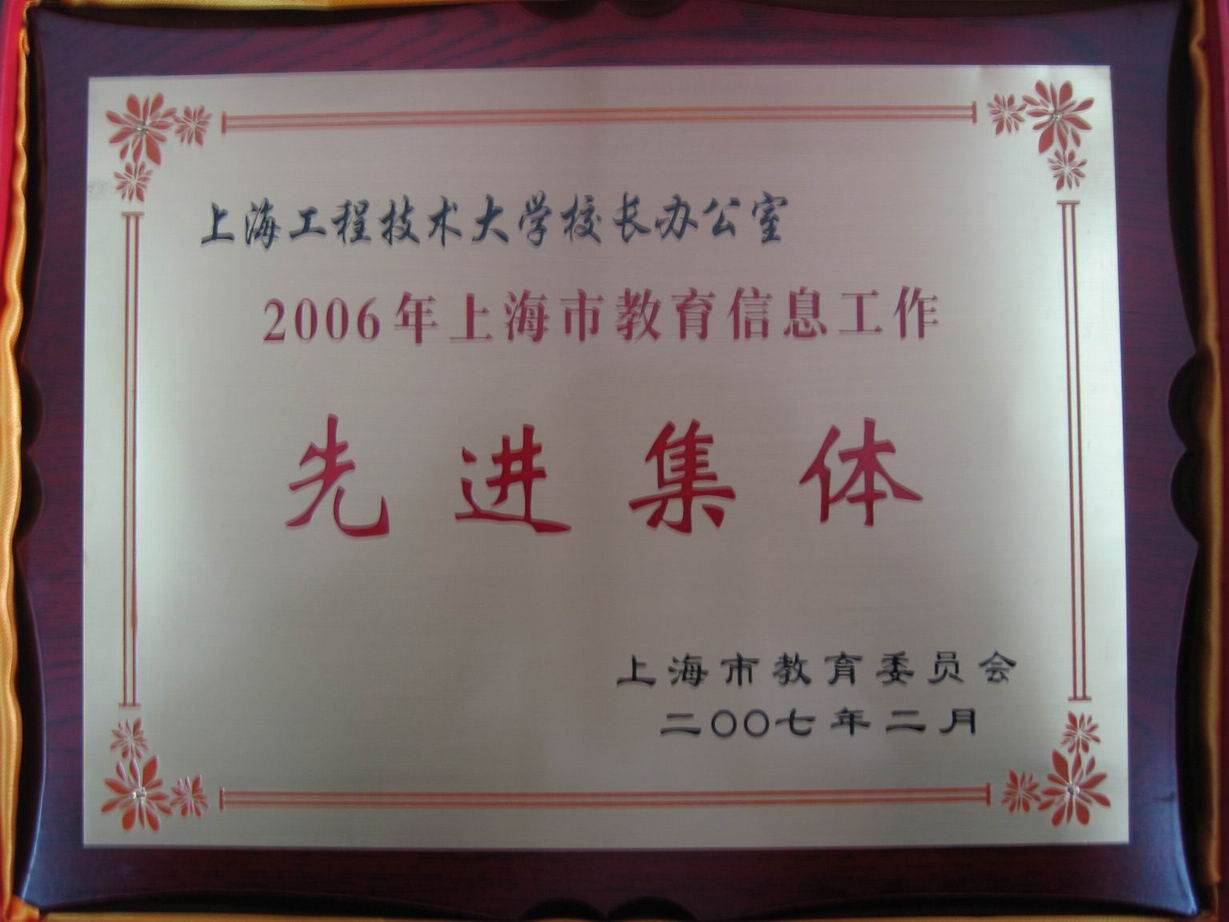 上海工程技术大学校长办公室
2006年上海市教育信息工作
先进集体
上海市教育委员会
二〇〇七年二月